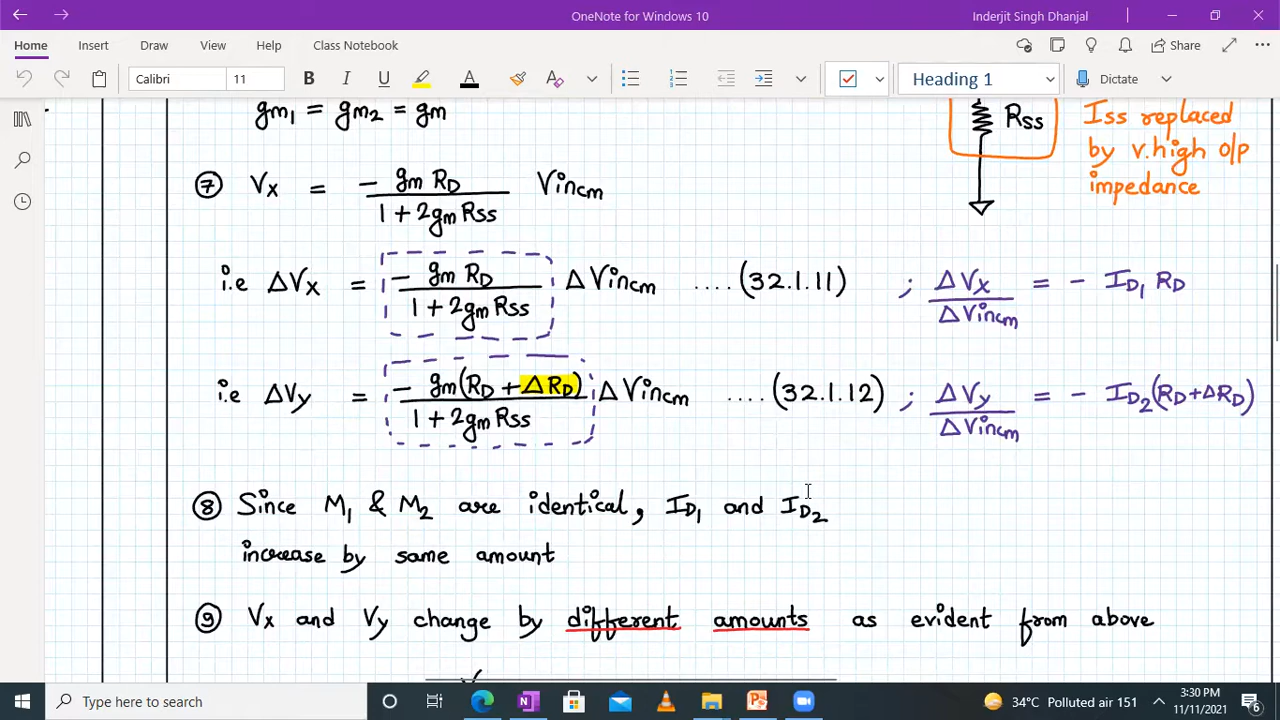 OneNote for Windows 10
Inderjit Singh Dhanjal
Home Insert Draw View Help Class Notebook Share
Calibri 11 B I U A Heading 1 Dictate
gm1 = gm2 = gm
RSS
Iss replaced
by v.high o/p
impedance
⑦ Vx = - gm RD / 1 + 2gm Rss Vincm
i.e ΔVx = - gm RD / 1 + 2gm Rss ΔVincm ....(32.1.11) ; ΔVx / ΔVincm = - ID1 RD
i.e ΔVy = - gm(RD + ΔRD) / 1 + 2gm Rss ΔVincm ....(32.1.12) ; ΔVy / ΔVincm = - ID2(RD+ΔRD)
⑧ Since M1 & M2 are identical, ID1 and ID2
increase by same amount
⑨ Vx and Vy change by different amounts as evident from above
Type here to search
34°C Polluted air 151
3:30 PM
11/11/2021
6